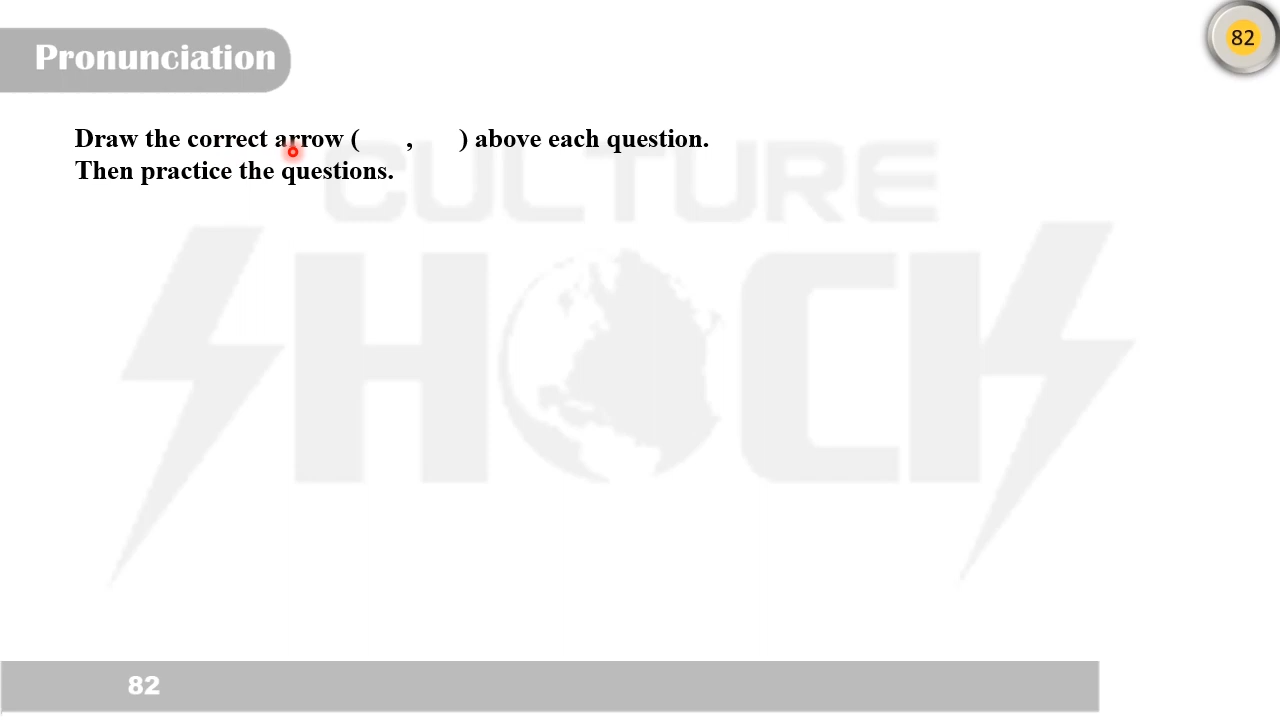 Pronunciation
82
Draw the correct arrow ( , ) above each question.
Then practice the questions.
CULTURE
SHOCK
82